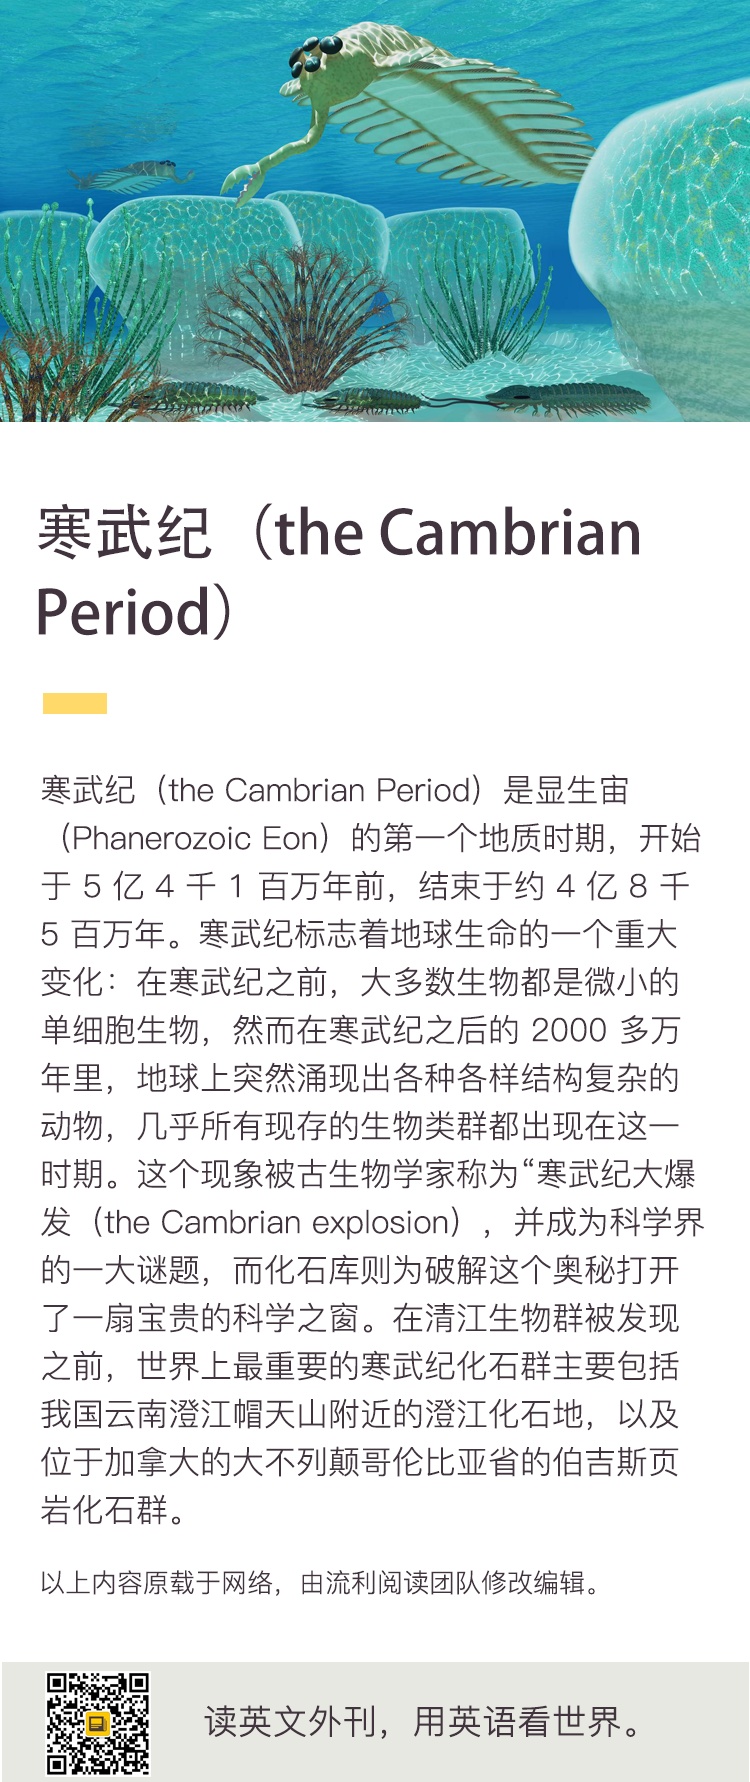 寒武纪（the Cambrian
Period）
寒武纪（the Cambrian Period）是显生宙
（Phanerozoic Eon）的第一个地质时期，开始
于 5 亿 4 千 1 百万年前，结束于约 4 亿 8 千
5 百万年。寒武纪标志着地球生命的一个重大
变化：在寒武纪之前，大多数生物都是微小的
单细胞生物，然而在寒武纪之后的 2000 多万
年里，地球上突然涌现出各种各样结构复杂的
动物，几乎所有现存的生物类群都出现在这一
时期。这个现象被古生物学家称为“寒武纪大爆
发（the Cambrian explosion），并成为科学界
的一大谜题，而化石库则为破解这个奥秘打开
了一扇宝贵的科学之窗。在清江生物群被发现
之前，世界上最重要的寒武纪化石群主要包括
我国云南澄江帽天山附近的澄江化石地，以及
位于加拿大的大不列颠哥伦比亚省的伯吉斯页
岩化石群。
以上内容原载于网络，由流利阅读团队修改编辑。
读英文外刊，用英语看世界。